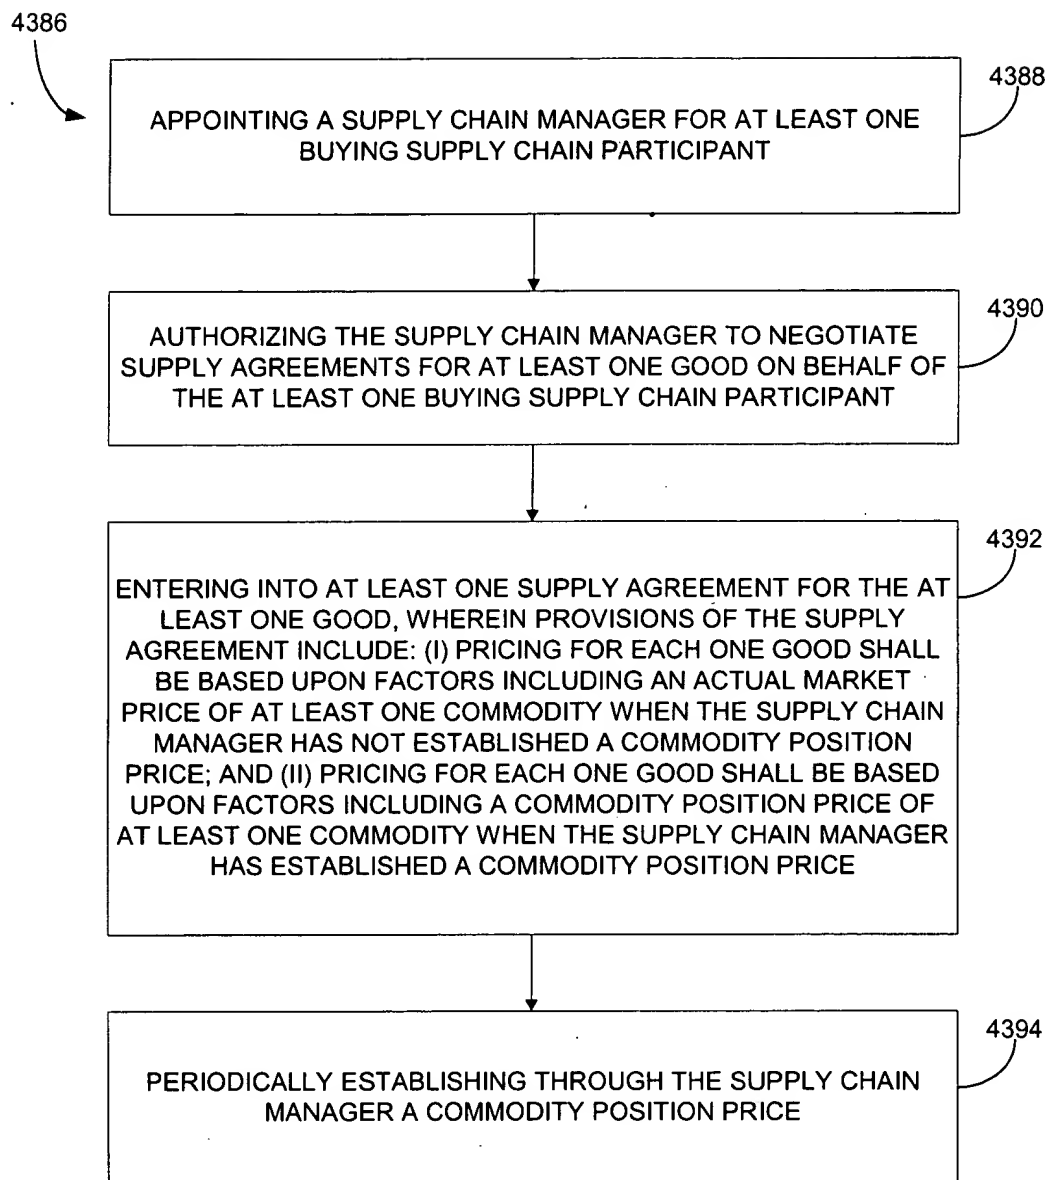 4386
4388
APPOINTING A SUPPLY CHAIN MANAGER FOR AT LEAST ONE
BUYING SUPPLY CHAIN PARTICIPANT
4390
AUTHORIZING THE SUPPLY CHAIN MANAGER TO NEGOTIATE
SUPPLY AGREEMENTS FOR AT LEAST ONE GOOD ON BEHALF OF
THE AT LEAST ONE BUYING SUPPLY CHAIN PARTICIPANT
4392
ENTERING INTO AT LEAST ONE SUPPLY AGREEMENT FOR THE AT
LEAST ONE GOOD, WHEREIN PROVISIONS OF THE SUPPLY
AGREEMENT INCLUDE: (I) PRICING FOR EACH ONE GOOD SHALL
BE BASED UPON FACTORS INCLUDING AN ACTUAL MARKET
PRICE OF AT LEAST ONE COMMODITY WHEN THE SUPPLY CHAIN
MANAGER HAS NOT ESTABLISHED A COMMODITY POSITION
PRICE; AND (II) PRICING FOR EACH ONE GOOD SHALL BE BASED
UPON FACTORS INCLUDING A COMMODITY POSITION PRICE OF
AT LEAST ONE COMMODITY WHEN THE SUPPLY CHAIN MANAGER
HAS ESTABLISHED A COMMODITY POSITION PRICE
4394
PERIODICALLY ESTABLISHING THROUGH THE SUPPLY CHAIN
MANAGER A COMMODITY POSITION PRICE